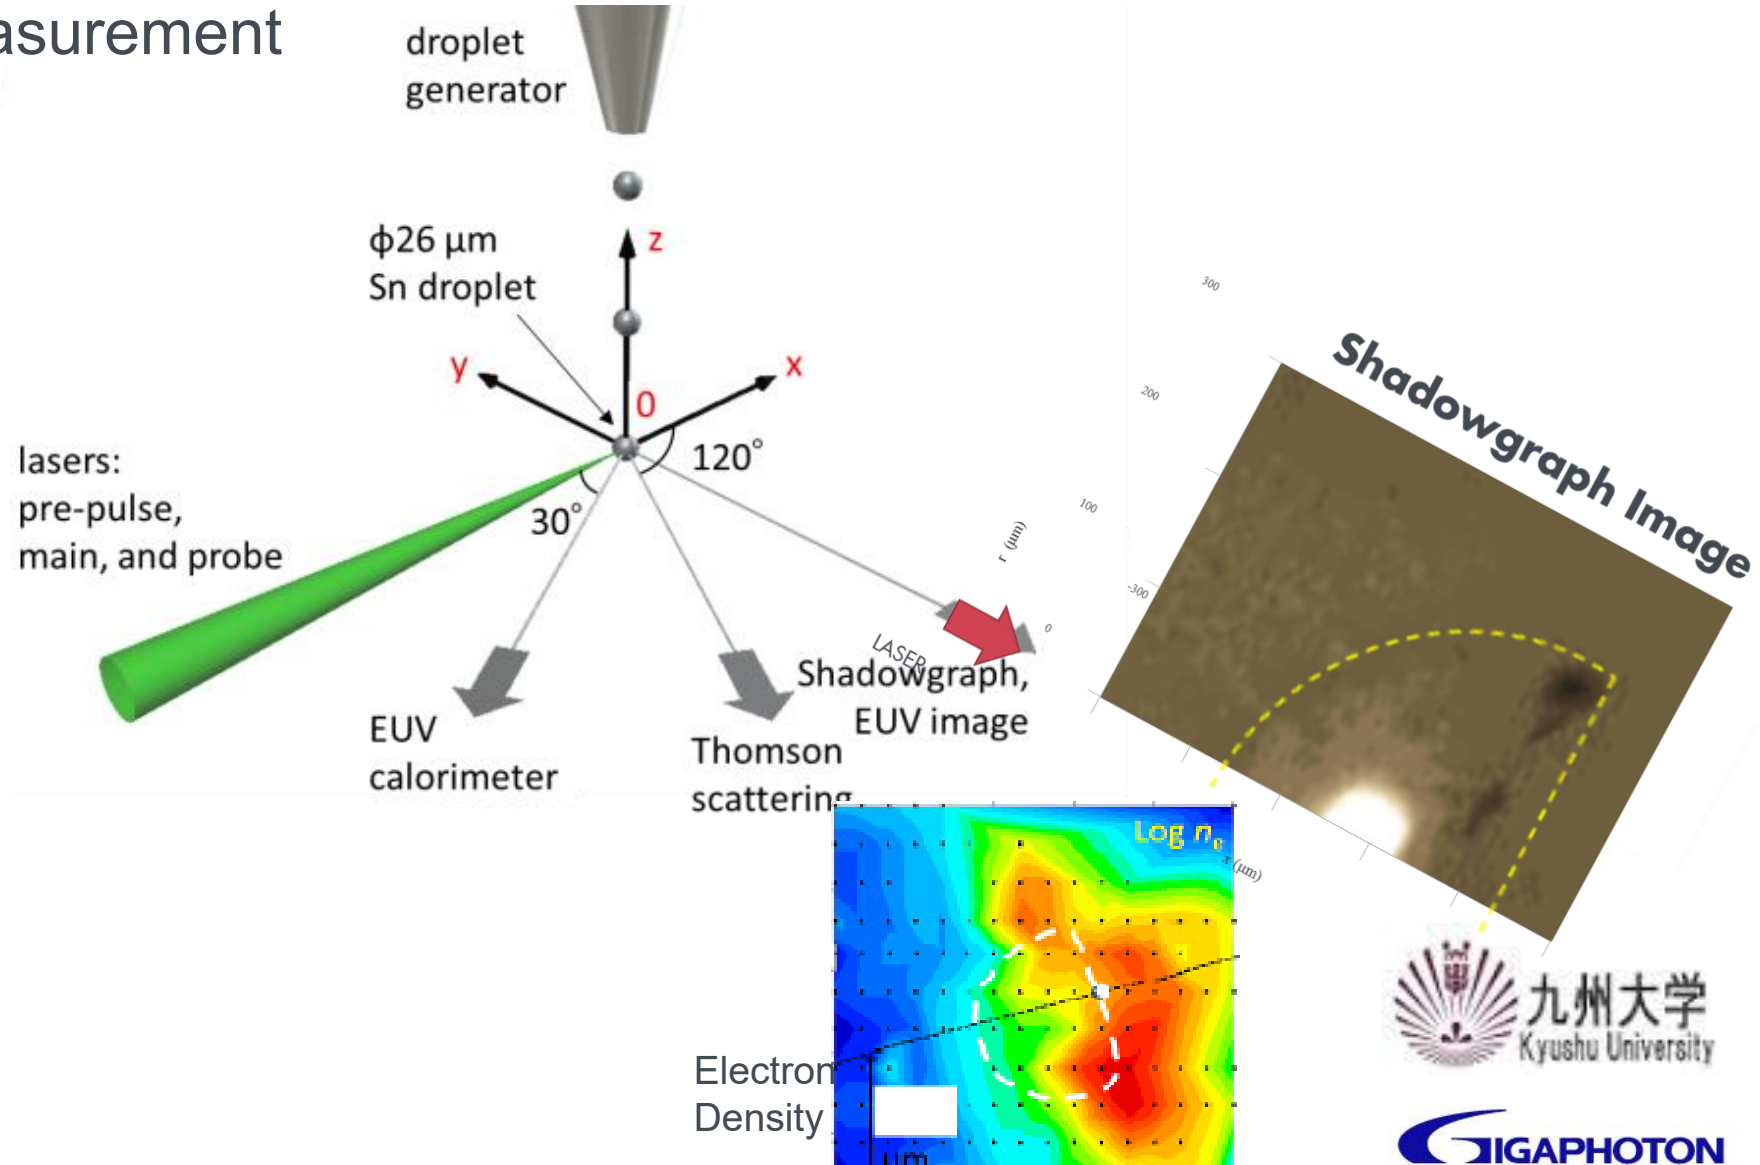 asurement
droplet
generator
ϕ26 µm
Sn droplet
z
y
x
0
120°
30°
lasers:
pre-pulse,
main, and probe
EUV
calorimeter
Thomson
scattering
LASER
Shadowgraph,
EUV image
Shadowgraph Image
300
200
100
0
-300
r (µm)
x (µm)
Log nₑ
Electron
Density
µm
九州大学
Kyushu University
GIGAPHOTON